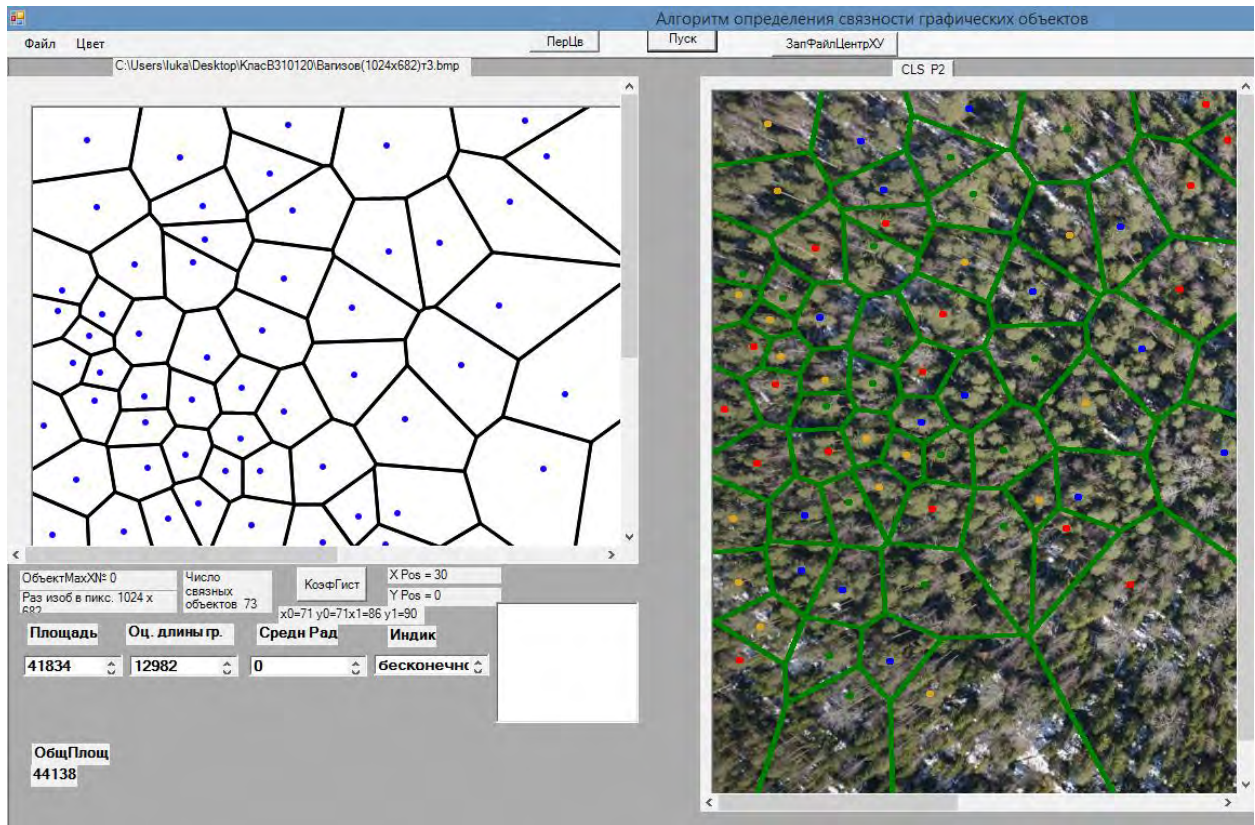 Алгоритм определения связности графических объектов
Файл Цвет ПерЦв Пуск ЗапФайлЦентрХУ
C:\Users\luka\Desktop\КласВ310120\Вагизов(1024x682)т3.bmp
CLS P2
ОбъектМахХ№ 0
Раз изоб в пикс. 1024 x
682
Число
связных
объектов 73
КоэфГист
X Pos = 30
Y Pos = 0
x0=71 y0=71x1=86 y1=90
Площадь Оц. длины гр. Средн Рад Индик
41834 12982 0 бесконечнс
ОбщПлощ
44138